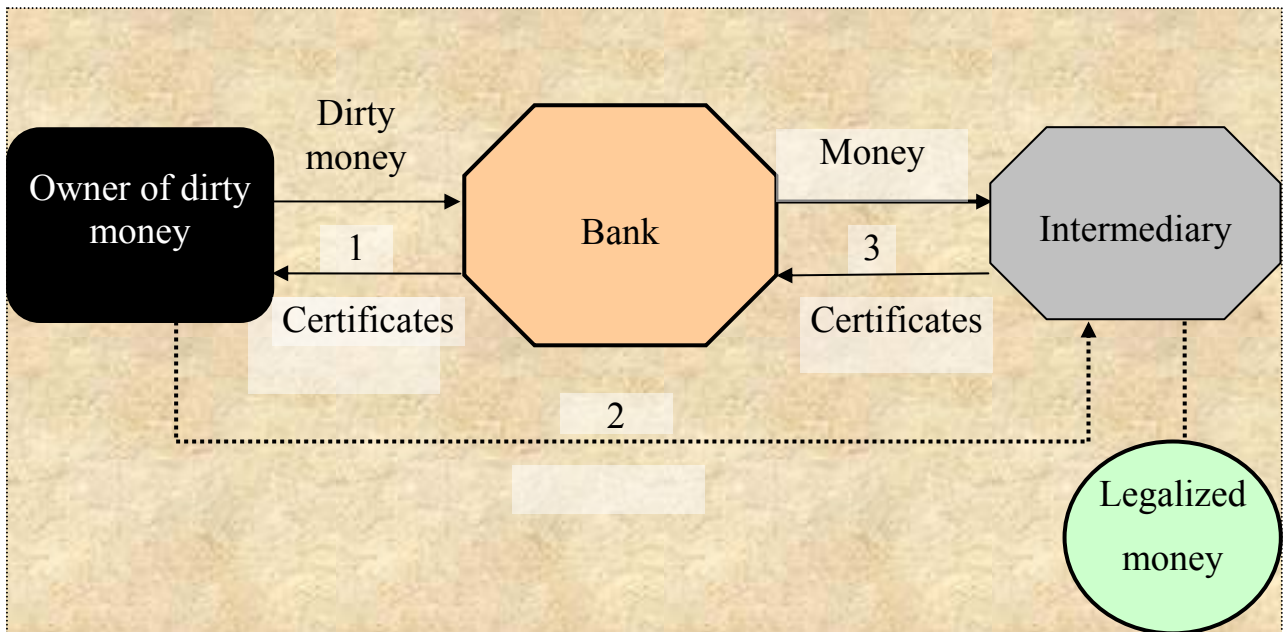 Dirty
money
Owner of dirty
money
1
Certificates
Bank
Money
3
Certificates
Intermediary
2
Legalized
money